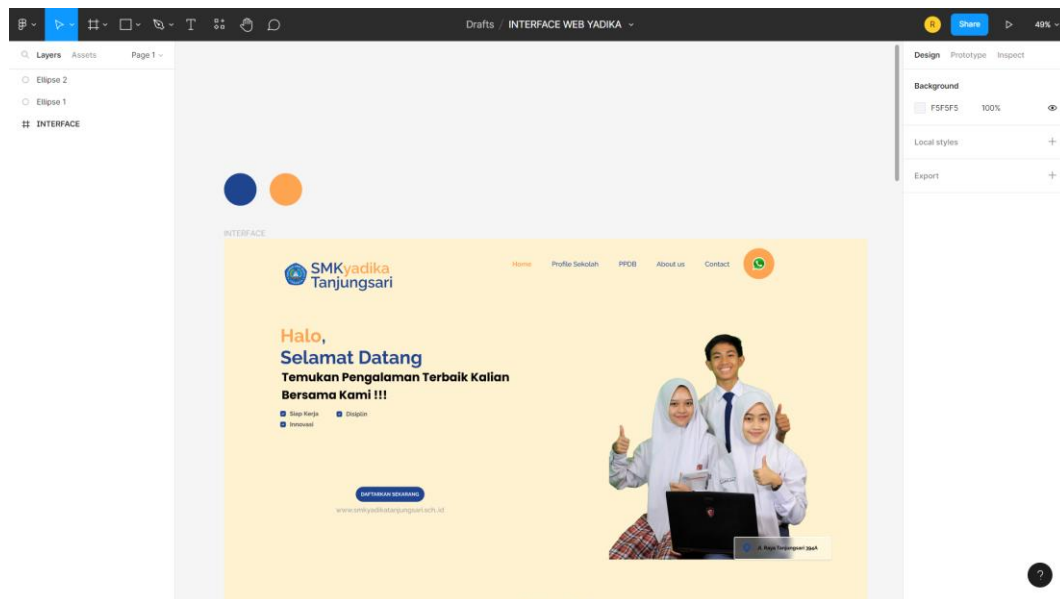 Drafts / INTERFACE WEB YADIKA
R
Share
49%
Layers Assets Page 1
Ellipse 2
Ellipse 1
INTERFACE
Design Prototype Inspect
Background
F5F5F5 100%
Local styles
Export
INTERFACE
SMKyadika
Tanjungsari
Home Profile Sekolah PPDB About us Contact
Halo,
Selamat Datang
Temukan Pengalaman Terbaik Kalian
Bersama Kami !!!
Siap Kerja Disiplin
Innovasi
DAFTARKAN SEKARANG
www.smkyadikatanjungsari.sch.id
Jl. Raya Tanjungsari 394A
?